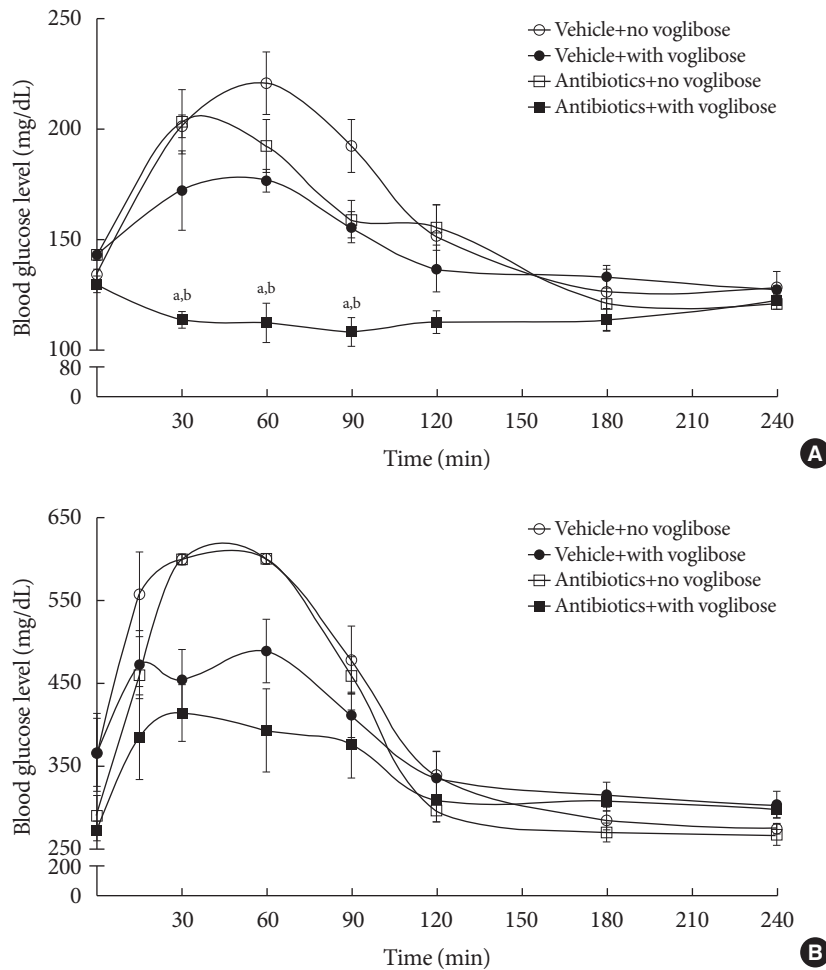 250
200
150
100
80
0
Blood glucose level (mg/dL)
Vehicle+no voglibose
Vehicle+with voglibose
Antibiotics+no voglibose
Antibiotics+with voglibose
a,b
a,b
a,b
30 60 90 120 150 180 210 240
Time (min)
A
650
550
450
350
250
200
0
Blood glucose level (mg/dL)
Vehicle+no voglibose
Vehicle+with voglibose
Antibiotics+no voglibose
Antibiotics+with voglibose
30 60 90 120 150 180 210 240
Time (min)
B